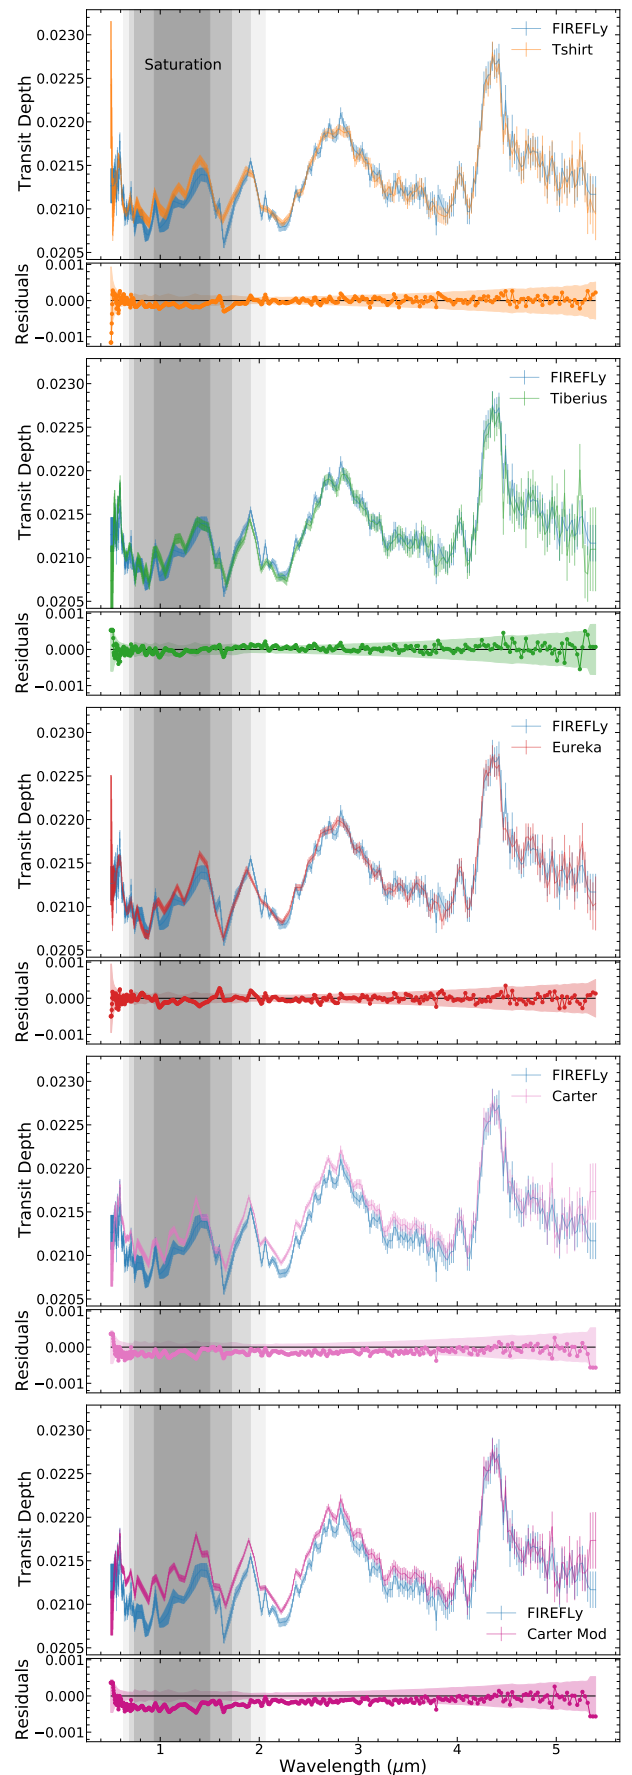 0.0230
FIREFLy
Saturation
Tshirt
0.0225
Transit Depth
0.0220
0.0215
0.0210
0.0205
0.001
Residuals
0.000
−0.001
0.0230
FIREFLy
Tiberius
0.0225
Transit Depth
0.0220
0.0215
0.0210
0.0205
0.001
Residuals
0.000
−0.001
0.0230
FIREFLy
Eureka
0.0225
Transit Depth
0.0220
0.0215
0.0210
0.0205
0.001
Residuals
0.000
−0.001
0.0230
FIREFLy
Carter
0.0225
Transit Depth
0.0220
0.0215
0.0210
0.0205
0.001
Residuals
0.000
−0.001
0.0230
0.0225
Transit Depth
0.0220
0.0215
0.0210
FIREFLy
Carter Mod
0.0205
0.001
Residuals
0.000
−0.001
1 2 3 4 5
Wavelength (μm)